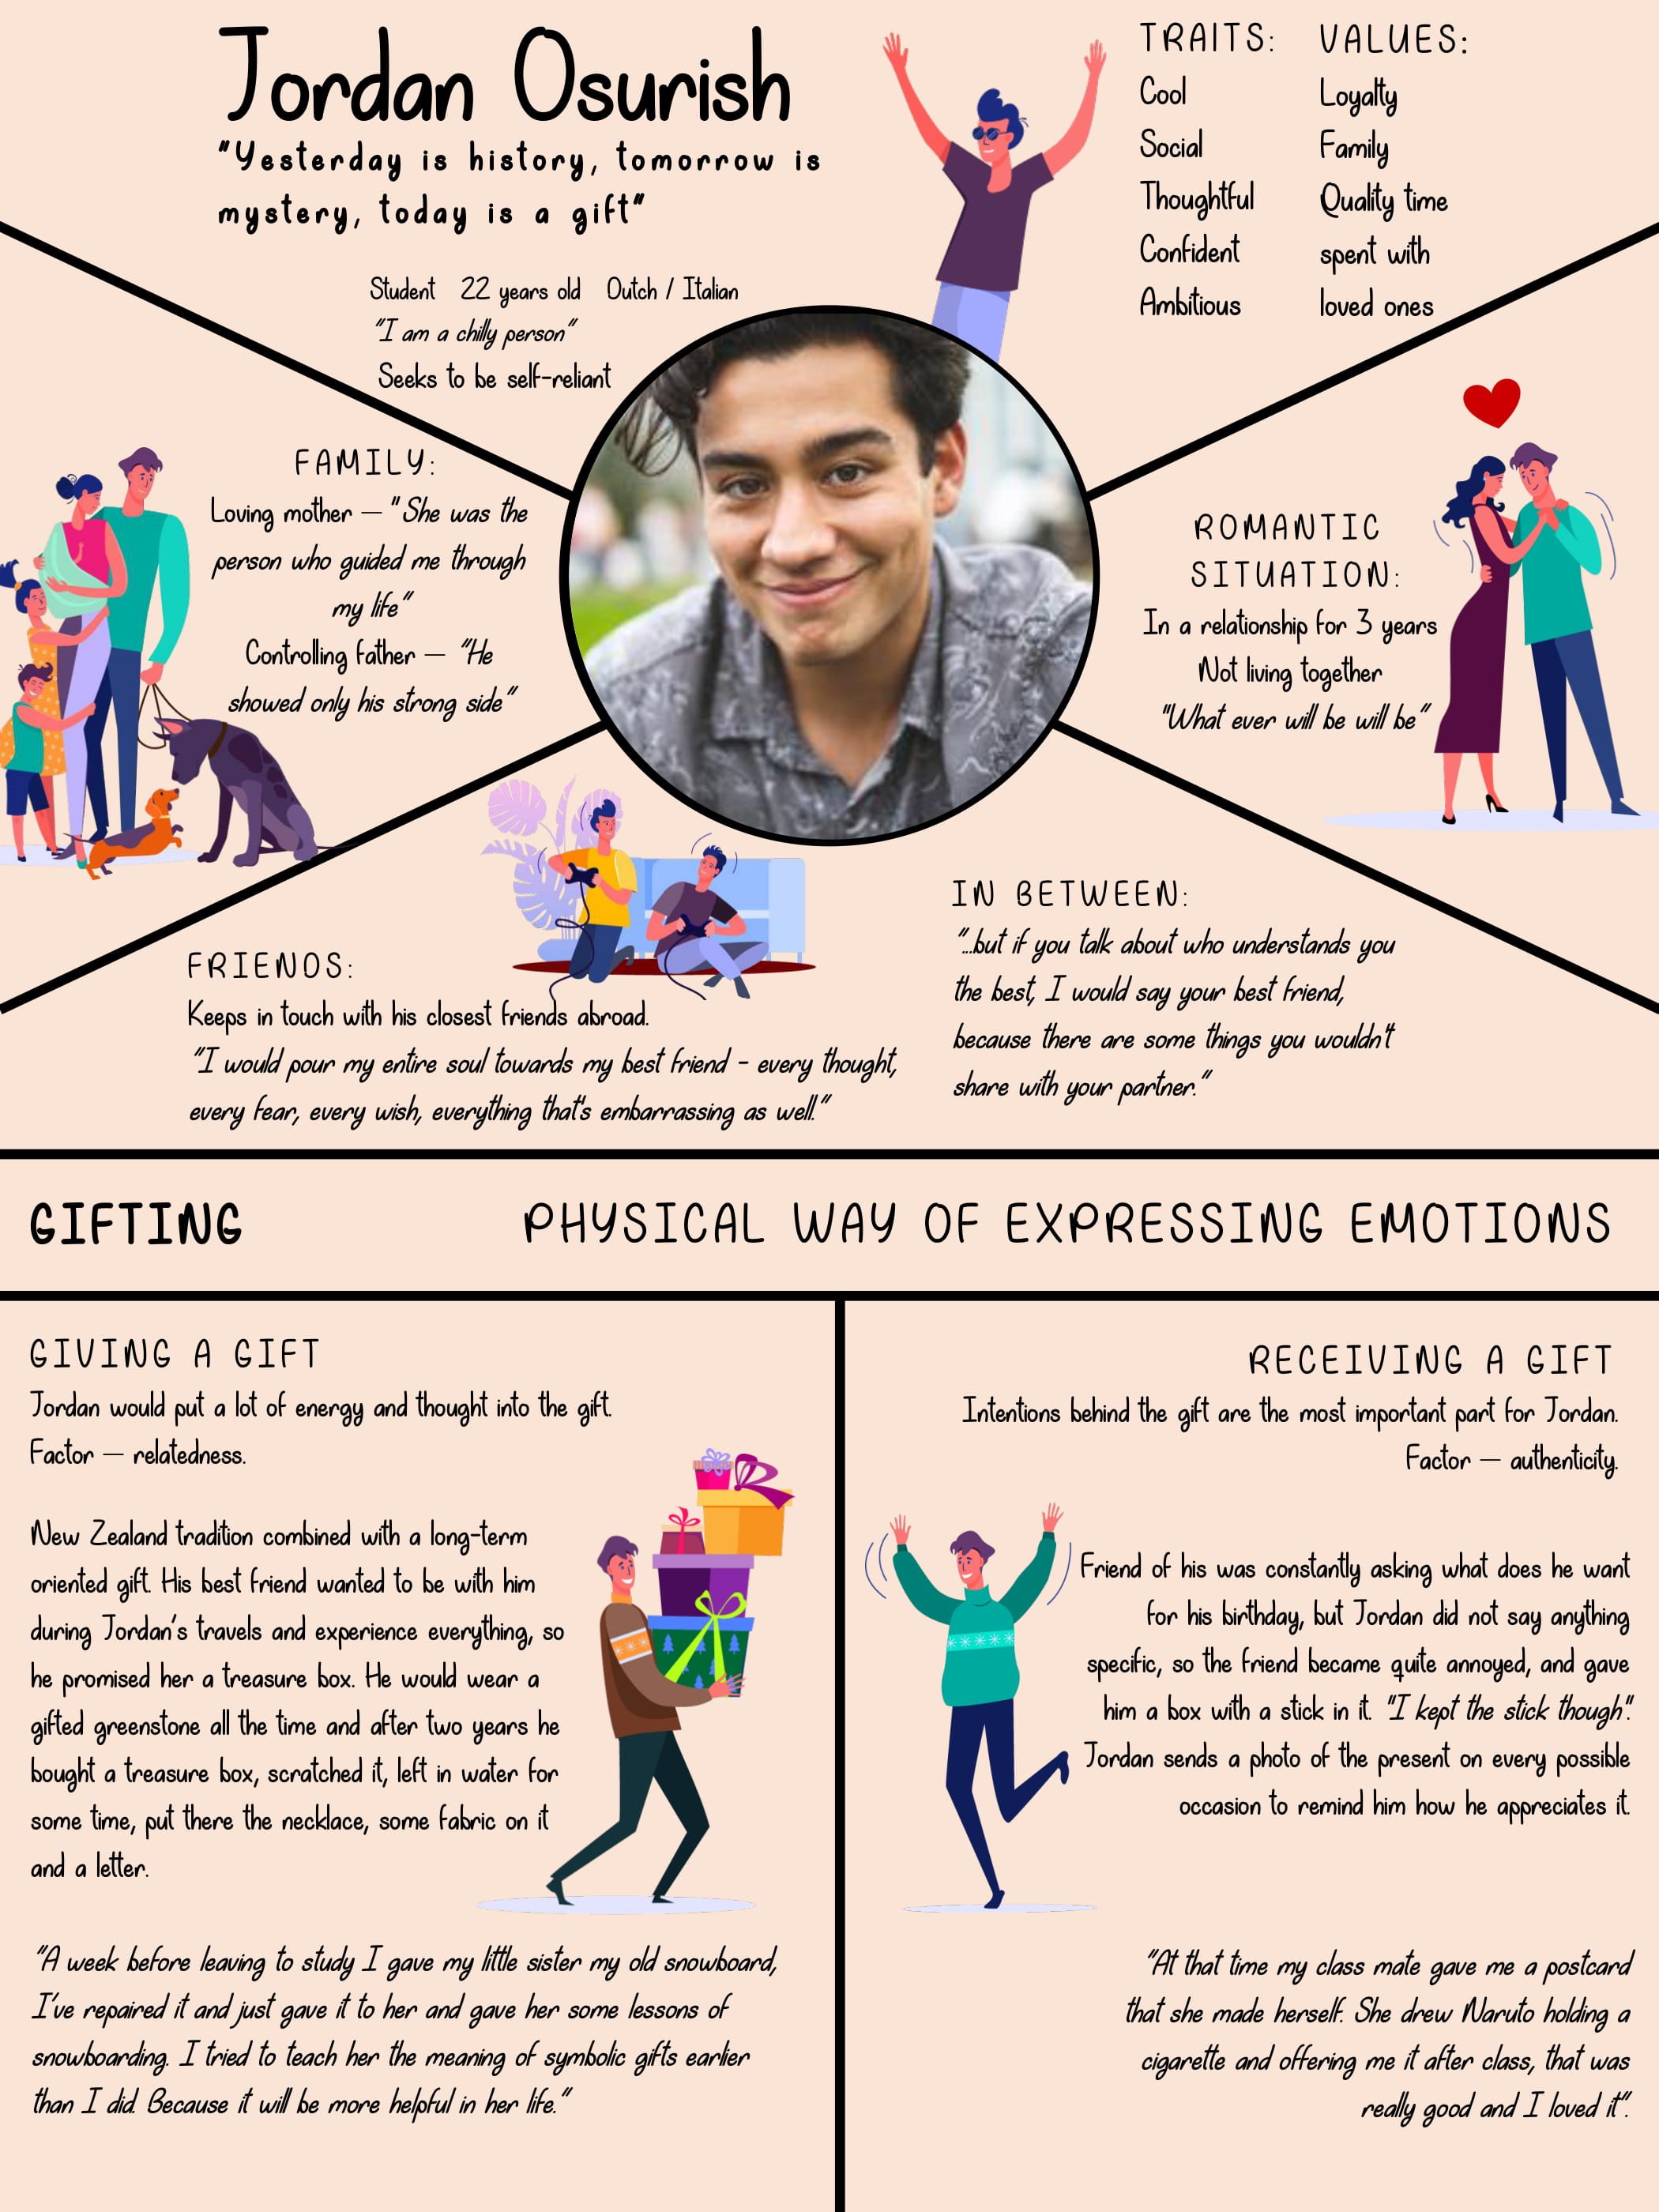 Jordan Osurish
"Yesterday is history, tomorrow is
mystery, today is a gift"
Student 22 years old Dutch / Italian
"I am a chilly person"
Seeks to be self-reliant
TRAITS:
Cool
Social
Thoughtful
Confident
Ambitious
VALUES:
Loyalty
Family
Quality time
spent with
loved ones
FAMILY:
Loving mother — "She was the
person who guided me through
my life"
Controlling father — "He
showed only his strong side"
ROMANTIC
SITUATION:
In a relationship for 3 years
Not living together
"What ever will be will be"
FRIENDS:
Keeps in touch with his closest friends abroad.
"I would pour my entire soul towards my best friend - every thought,
every fear, every wish, everything that's embarrassing as well."
IN BETWEEN:
"...but if you talk about who understands you
the best, I would say your best friend,
because there are some things you wouldn't
share with your partner."
GIFTING
PHYSICAL WAY OF EXPRESSING EMOTIONS
GIVING A GIFT
Jordan would put a lot of energy and thought into the gift.
Factor — relatedness.
New Zealand tradition combined with a long-term
oriented gift. His best friend wanted to be with him
during Jordan's travels and experience everything, so
he promised her a treasure box. He would wear a
gifted greenstone all the time and after two years he
bought a treasure box, scratched it, left in water for
some time, put there the necklace, some fabric on it
and a letter.
"A week before leaving to study I gave my little sister my old snowboard,
I've repaired it and just gave it to her and gave her some lessons of
snowboarding. I tried to teach her the meaning of symbolic gifts earlier
than I did. Because it will be more helpful in her life."
RECEIVING A GIFT
Intentions behind the gift are the most important part for Jordan.
Factor — authenticity.
Friend of his was constantly asking what does he want
for his birthday, but Jordan did not say anything
specific, so the friend became quite annoyed, and gave
him a box with a stick in it. "I kept the stick though".
Jordan sends a photo of the present on every possible
occasion to remind him how he appreciates it.
"At that time my class mate gave me a postcard
that she made herself. She drew Naruto holding a
cigarette and offering me it after class, that was
really good and I loved it".